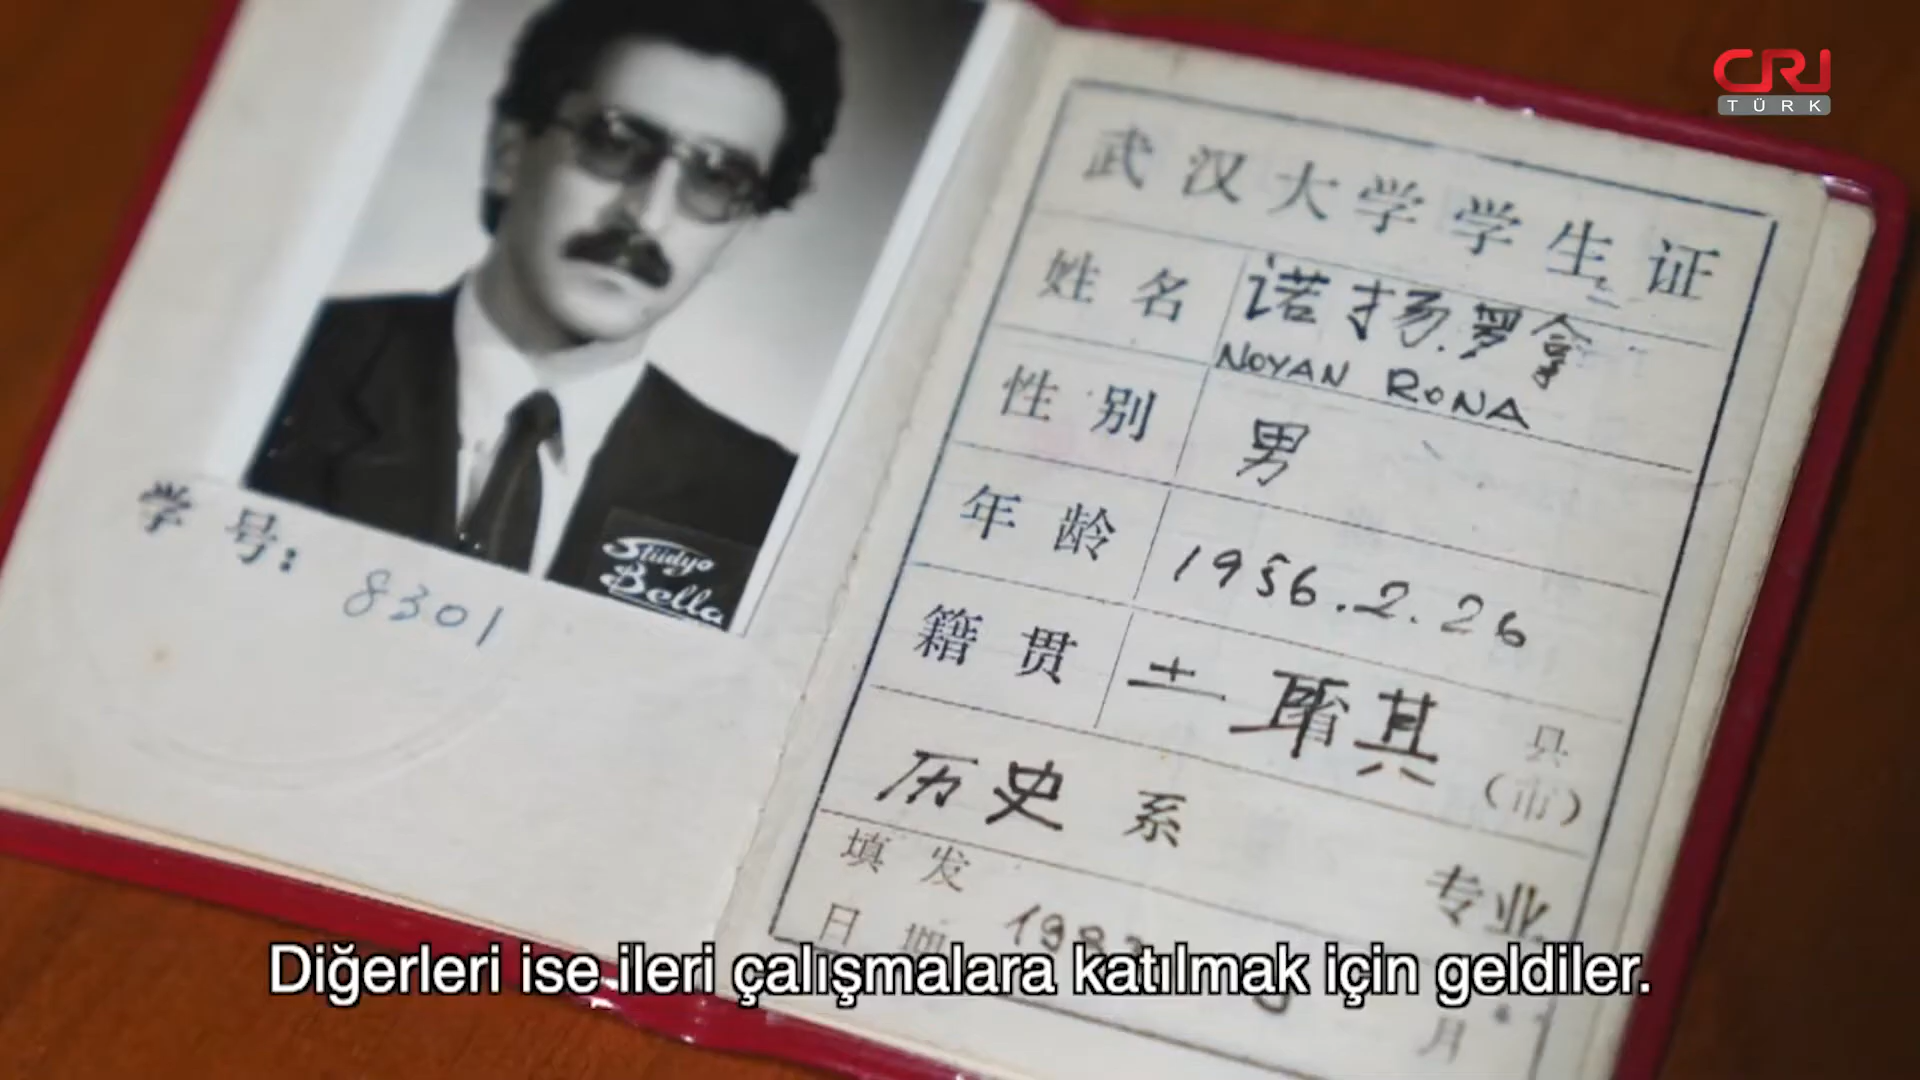 CRI
TÜRK
武汉大学学生证
姓名 诺扬.罗拿
NOYAN RONA
性别 男
年龄 1956.2.26
籍贯 土耳其 县(市)
历史系
专业
填发
日期
月
Stüdyo
Bella
学号: 8301
Diğerleri ise ileri çalışmalara katılmak için geldiler.